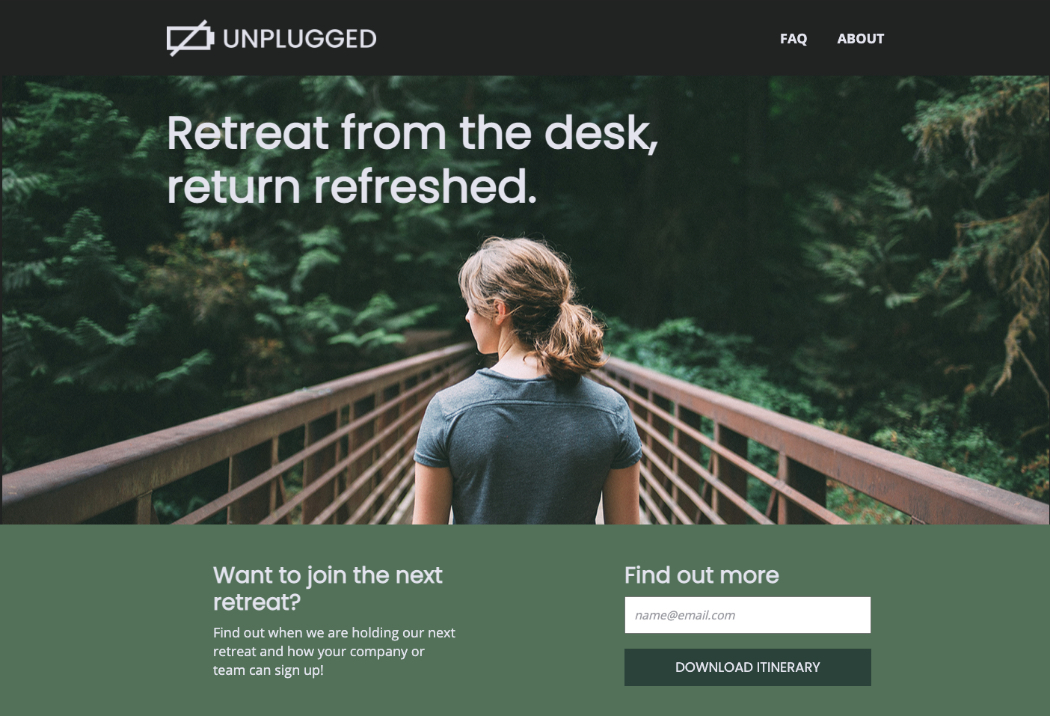 UNPLUGGED
FAQ
ABOUT
Retreat from the desk,
return refreshed.
Want to join the next
retreat?
Find out when we are holding our next
retreat and how your company or
team can sign up!
Find out more
name@email.com
DOWNLOAD ITINERARY